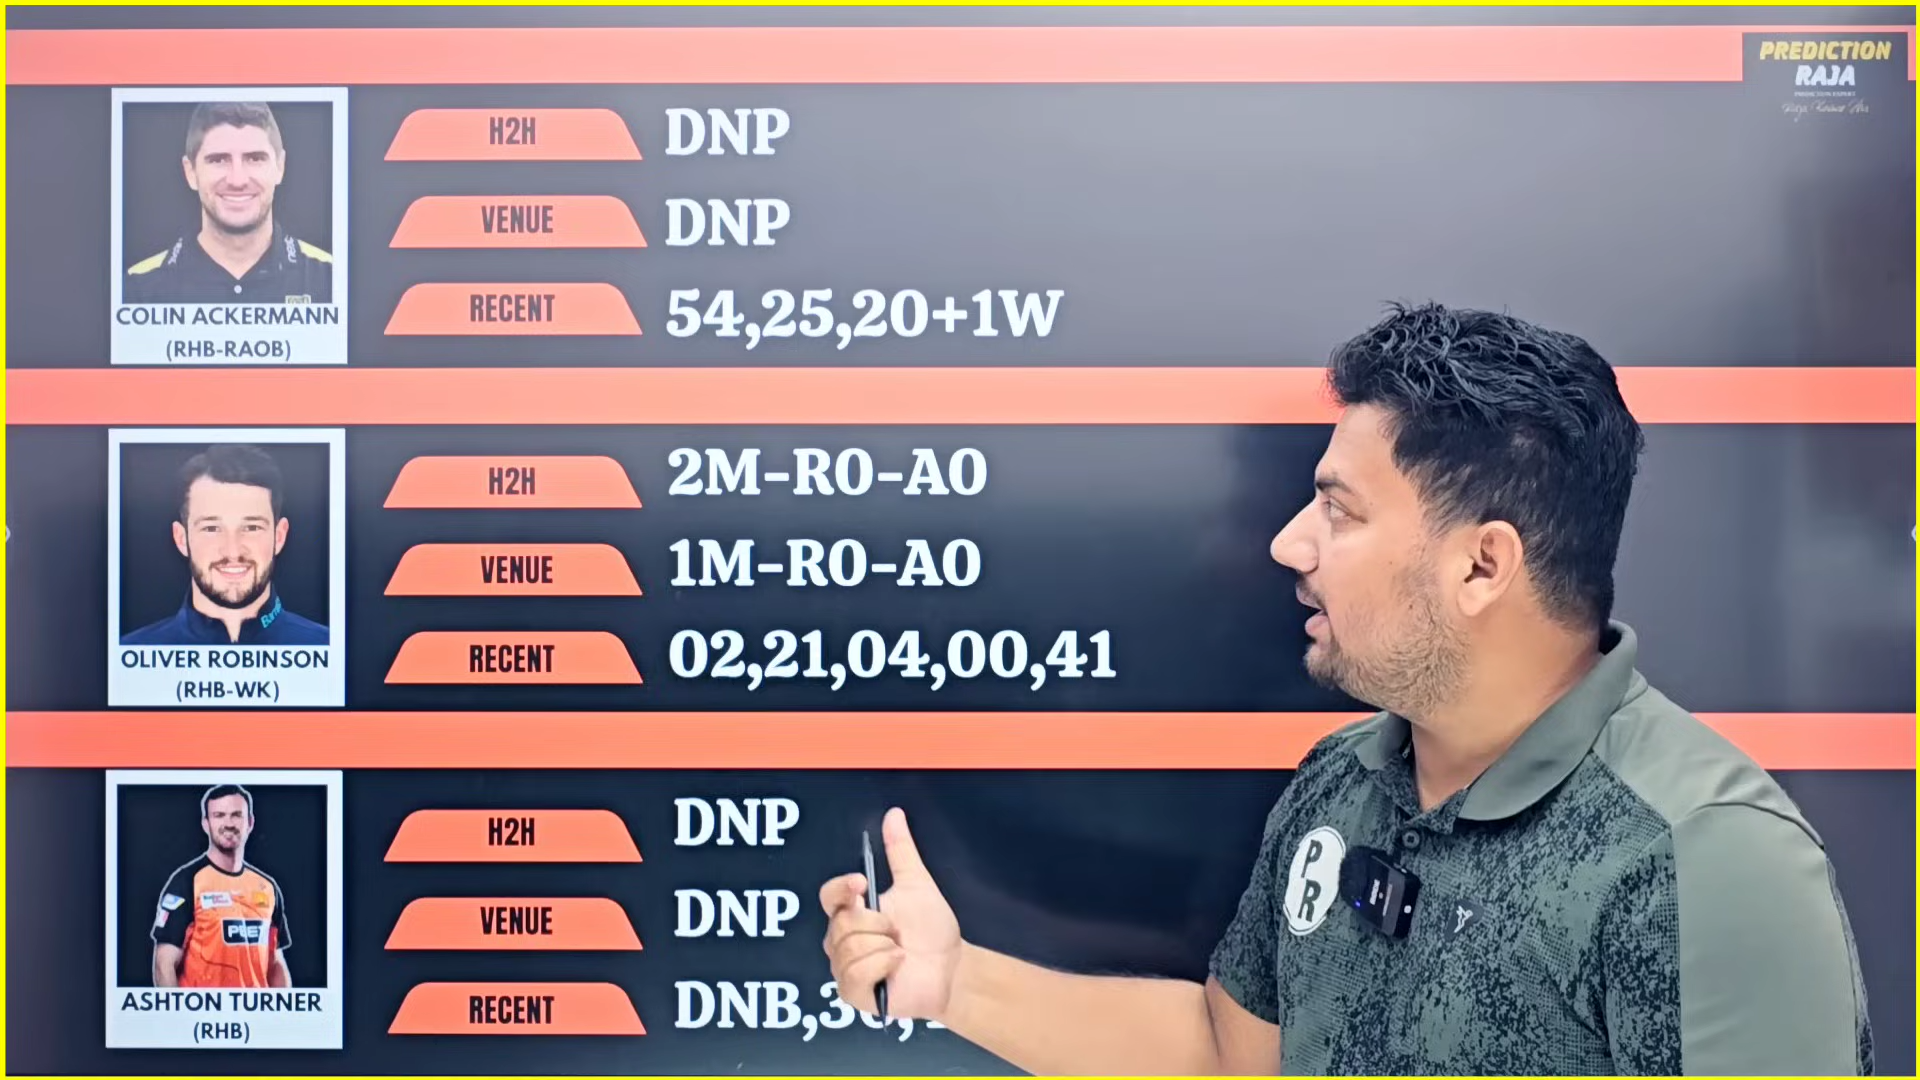 PREDICTION
RAJA
H2H DNP
VENUE DNP
RECENT 54,25,20+1W
COLIN ACKERMANN
(RHB-RAOB)
H2H 2M-R0-A0
VENUE 1M-R0-A0
RECENT 02,21,04,00,41
OLIVER ROBINSON
(RHB-WK)
H2H DNP
VENUE DNP
RECENT DNB,
ASHTON TURNER
(RHB)
P
R